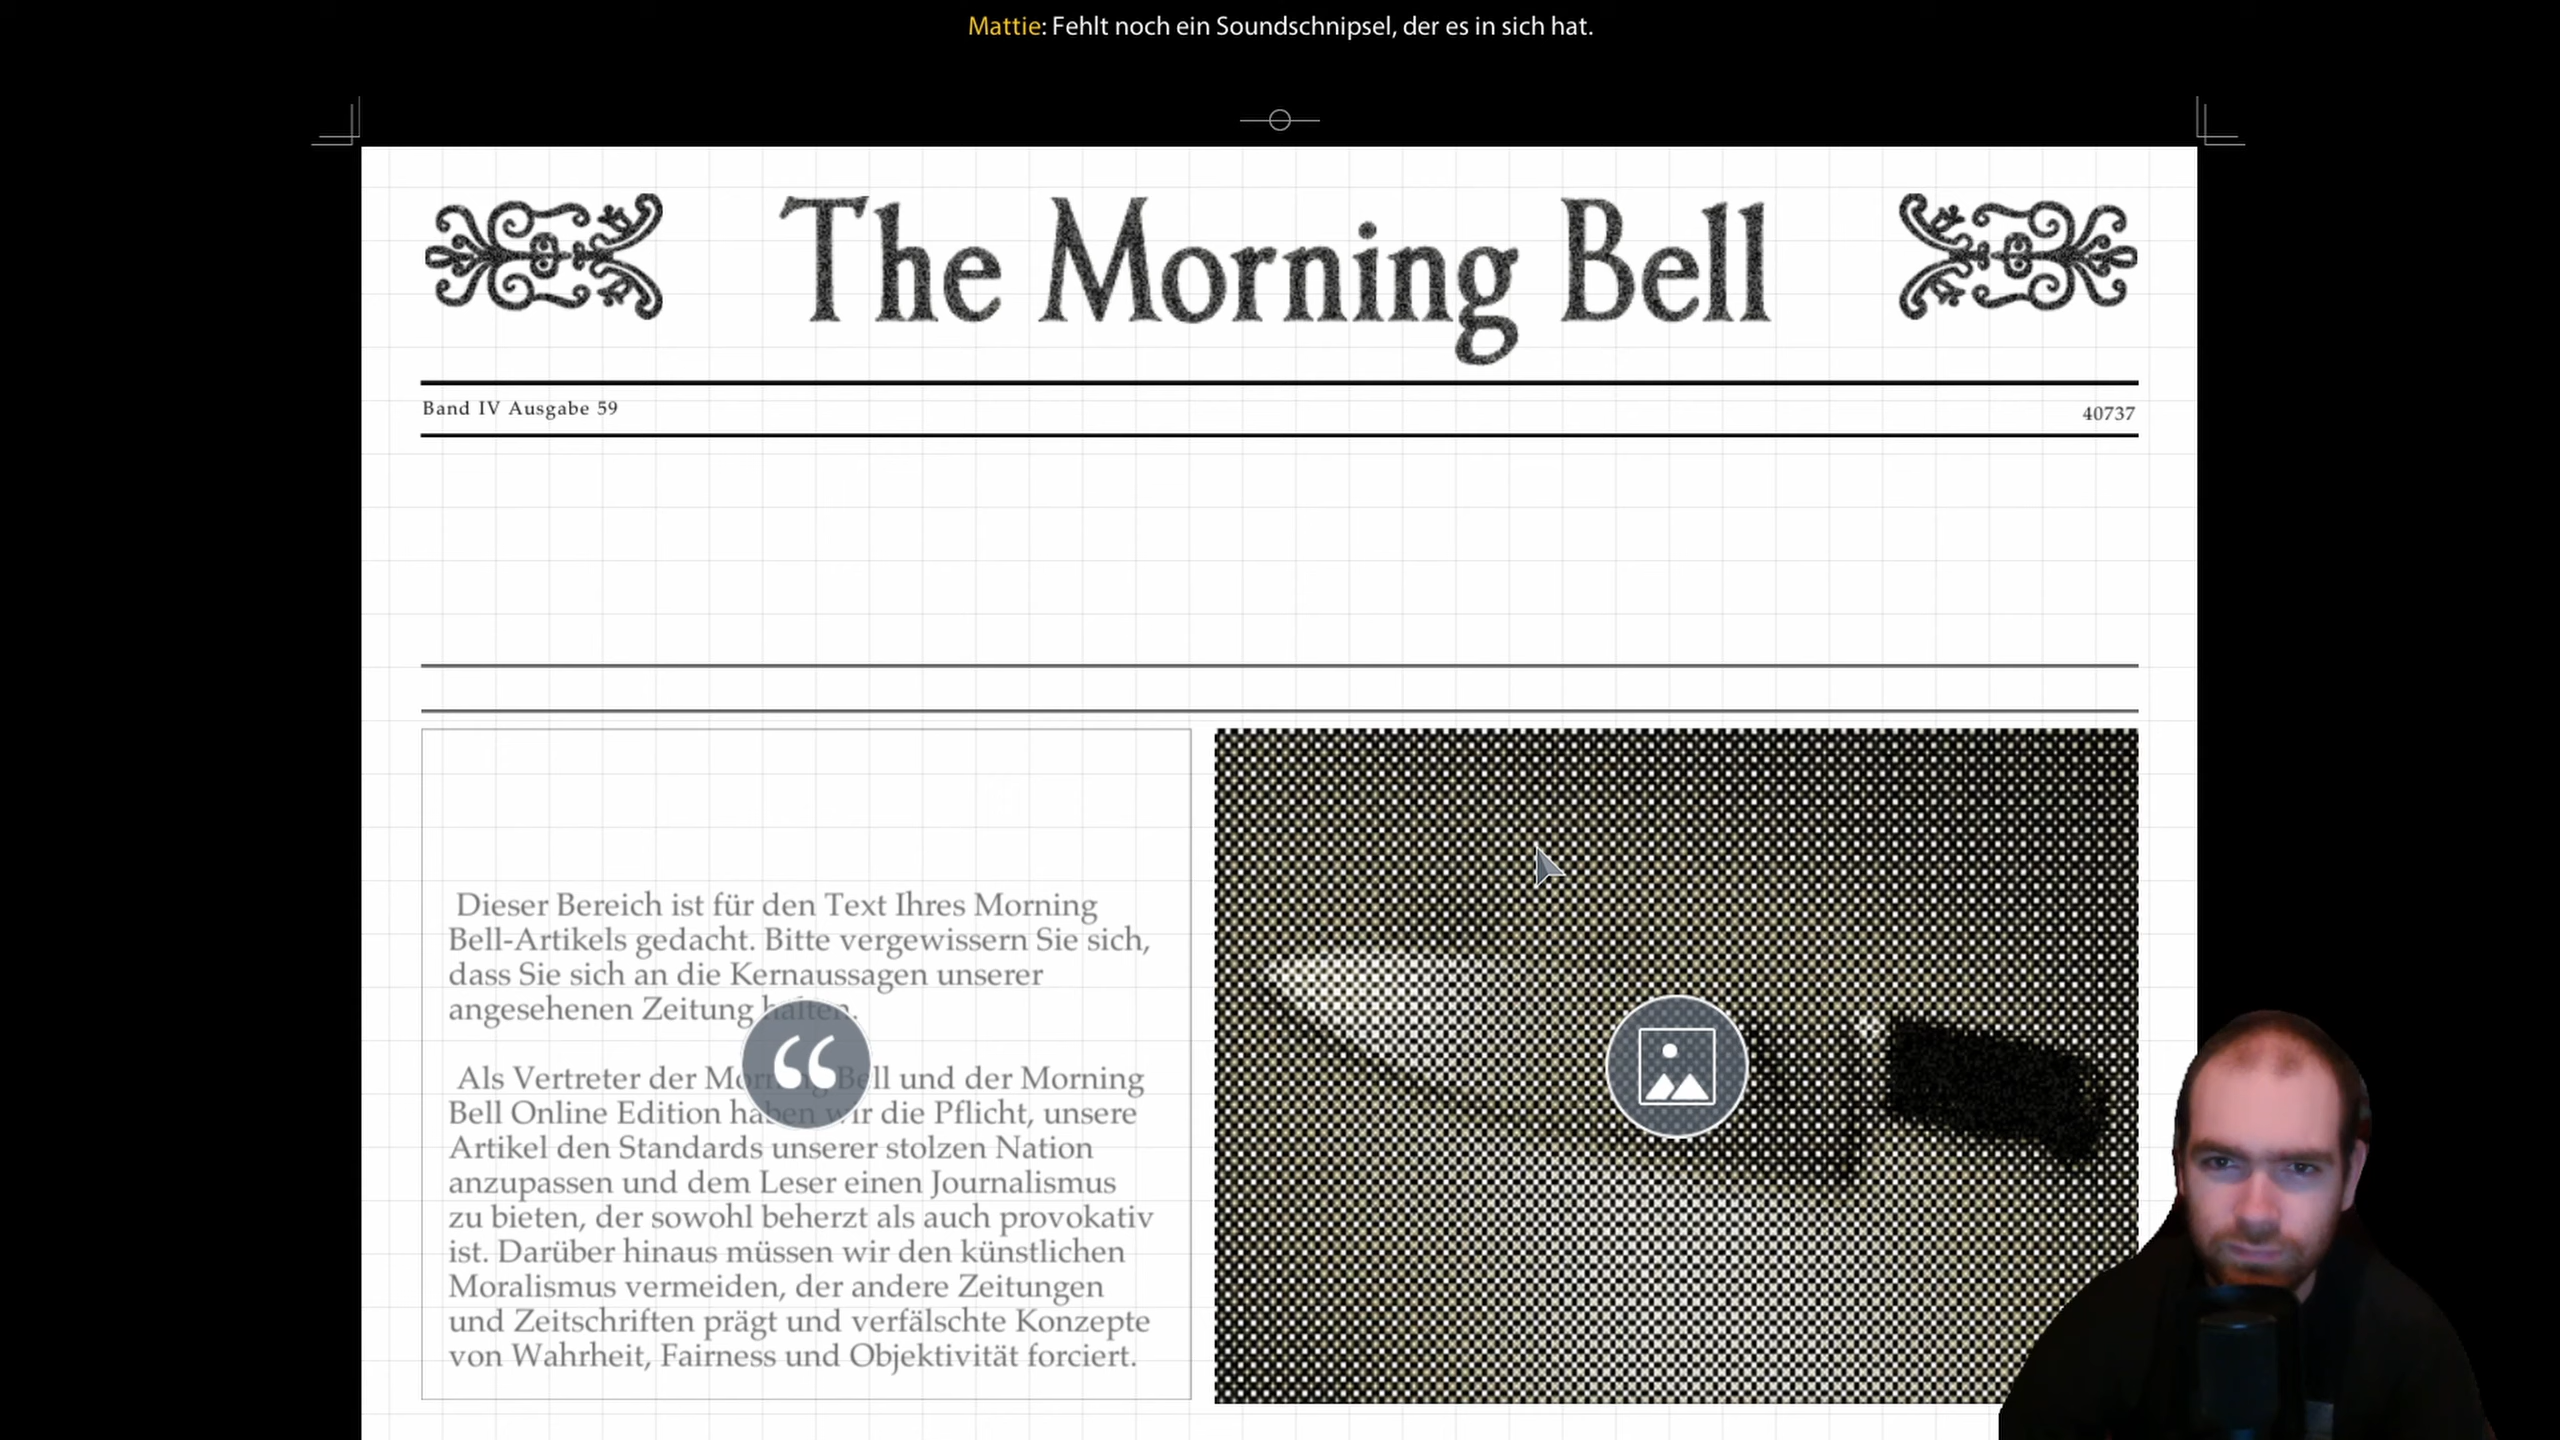 Mattie: Fehlt noch ein Soundschnipsel, der es in sich hat.
The Morning Bell
Band IV Ausgabe 59
40737
Dieser Bereich ist für den Text Ihres Morning
Bell-Artikels gedacht. Bitte vergewissern Sie sich,
dass Sie sich an die Kernaussagen unserer
angesehenen Zeitung halten.
Als Vertreter der Morning Bell und der Morning
Bell Online Edition haben wir die Pflicht, unsere
Artikel den Standards unserer stolzen Nation
anzupassen und dem Leser einen Journalismus
zu bieten, der sowohl beherzt als auch provokativ
ist. Darüber hinaus müssen wir den künstlichen
Moralismus vermeiden, der andere Zeitungen
und Zeitschriften prägt und verfälschte Konzepte
von Wahrheit, Fairness und Objektivität forciert.